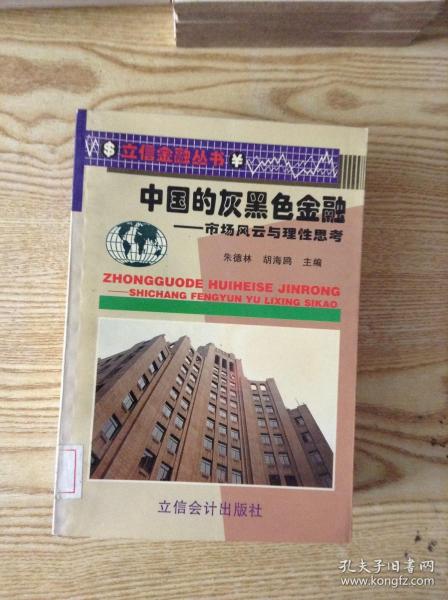 $ 立信金融丛书 ¥
中国的灰黑色金融
——市场风云与理性思考
朱德林 胡海鸥 主编
ZHONGGUODE HUIHEISE JINRONG
——SHICHANG FENGYUN YU LIXING SIKAO
立信会计出版社
孔夫子旧书网
www.kongfz.com